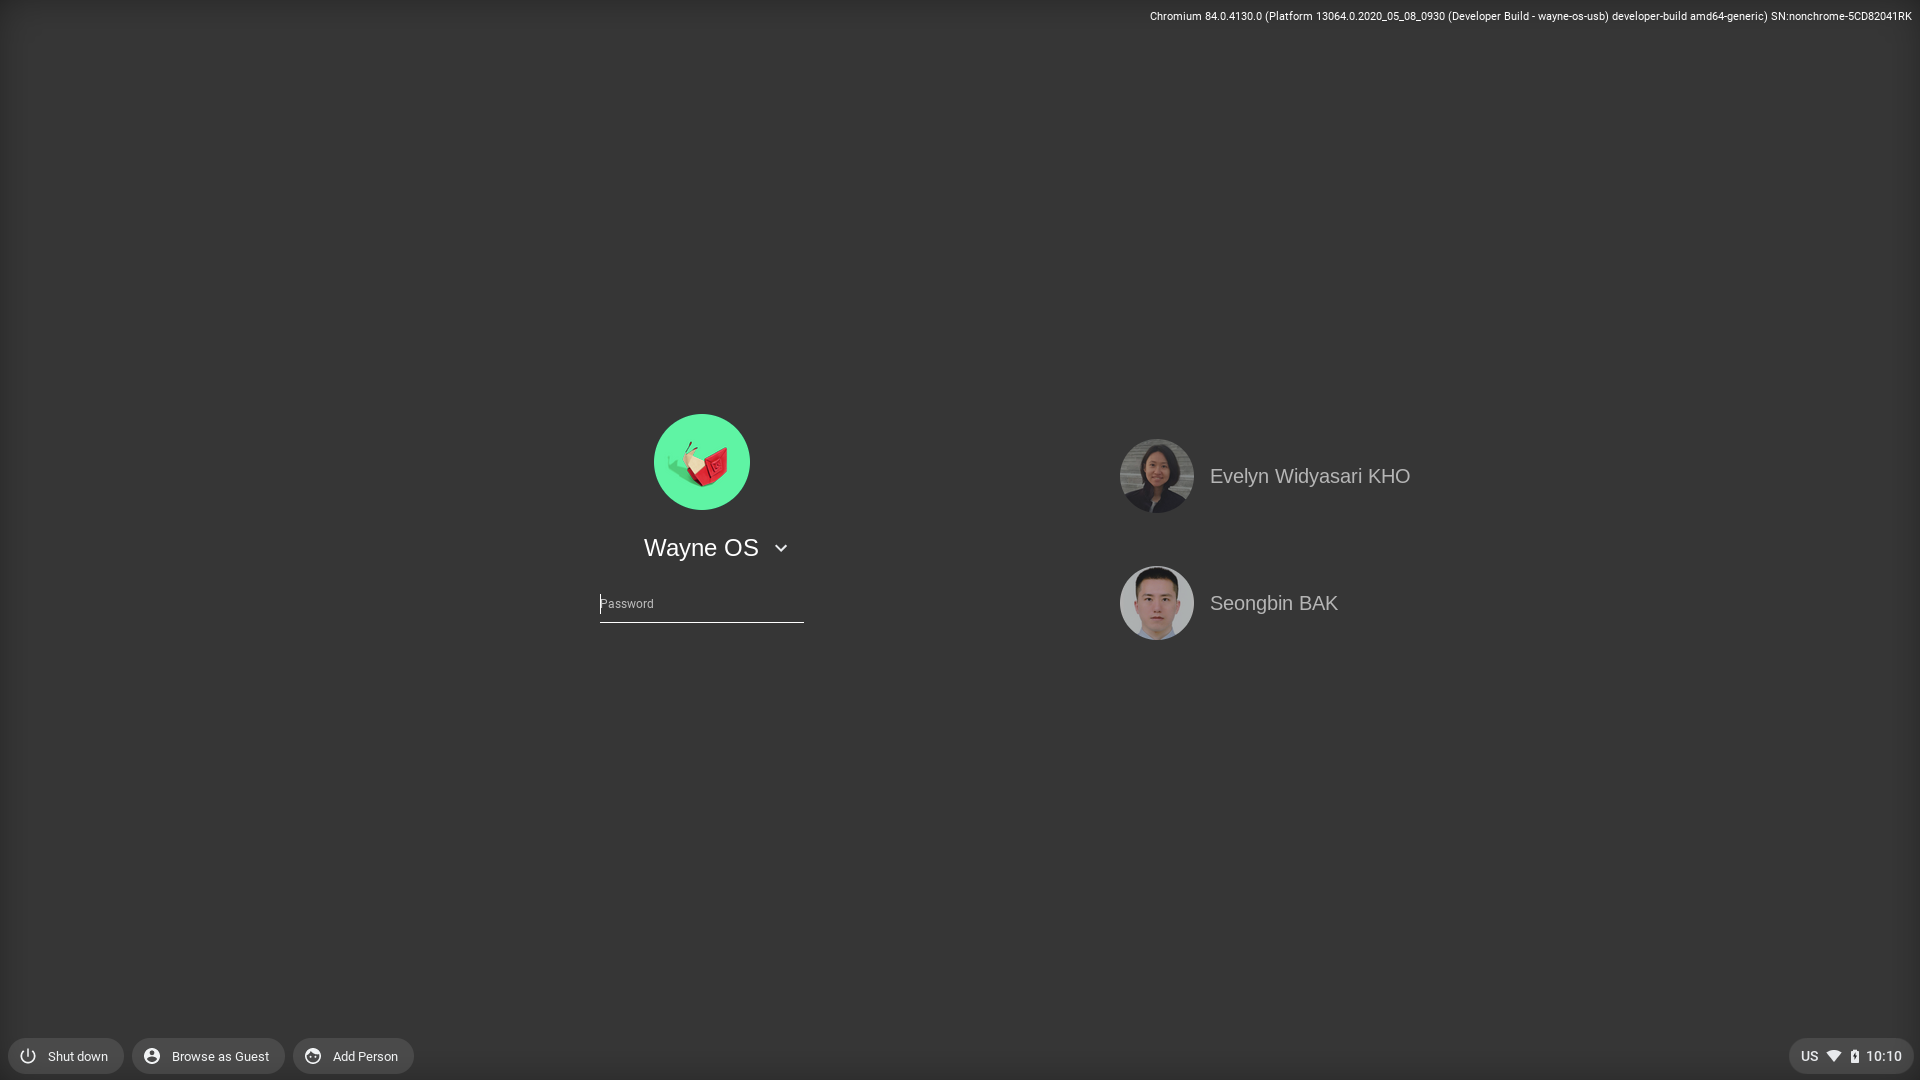 Chromium 84.0.4130.0 (Platform 13064.0.2020_05_08_0930 (Developer Build - wayne-os-usb) developer-build amd64-generic) SN:nonchrome-5CD82041RK
Wayne OS
Password
Evelyn Widyasari KHO
Seongbin BAK
Shut down
Browse as Guest
Add Person
US 10:10